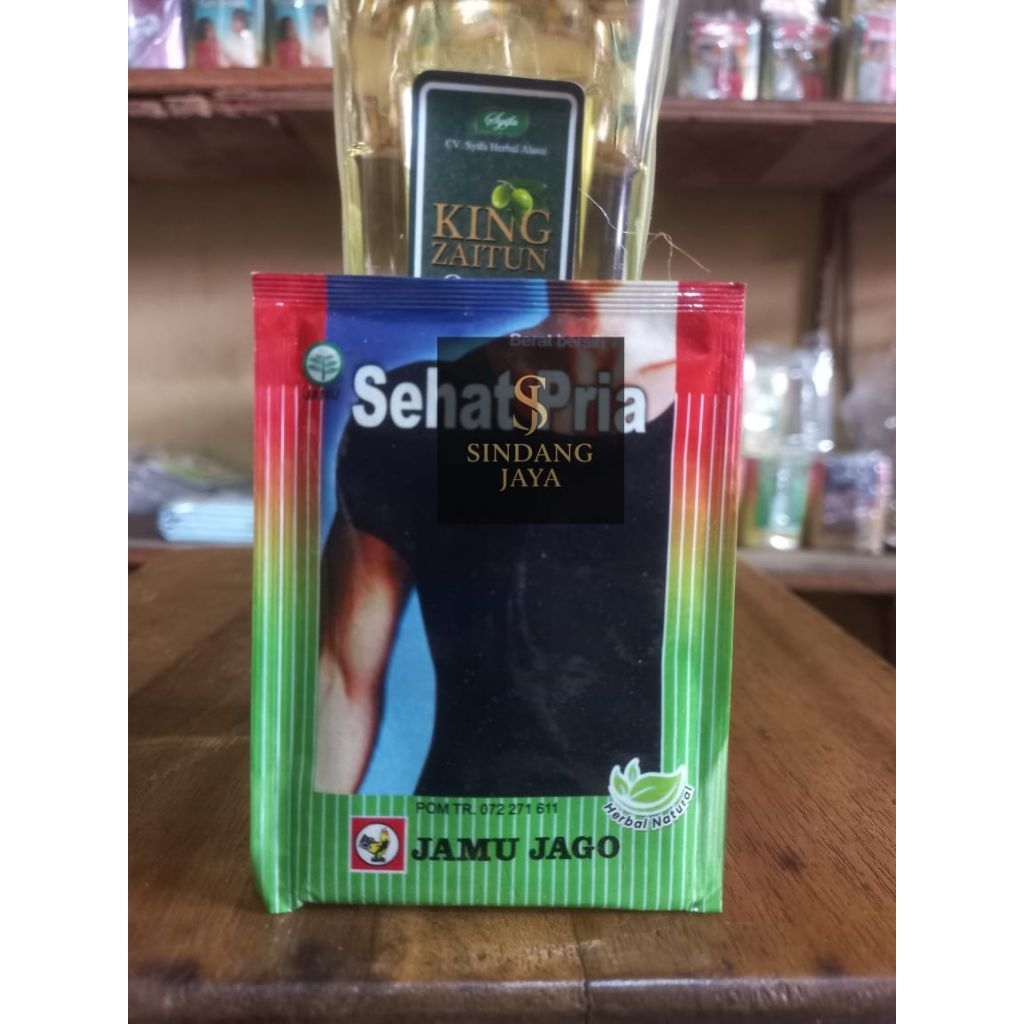 Syifa
CV. Syifa Herbal Alami
KING
ZAITUN
Berat bersih
JAMU
Sehat Pria
SJ
SINDANG
JAYA
Herbal Natural
POM TR. 072 271 611
JAMU JAGO